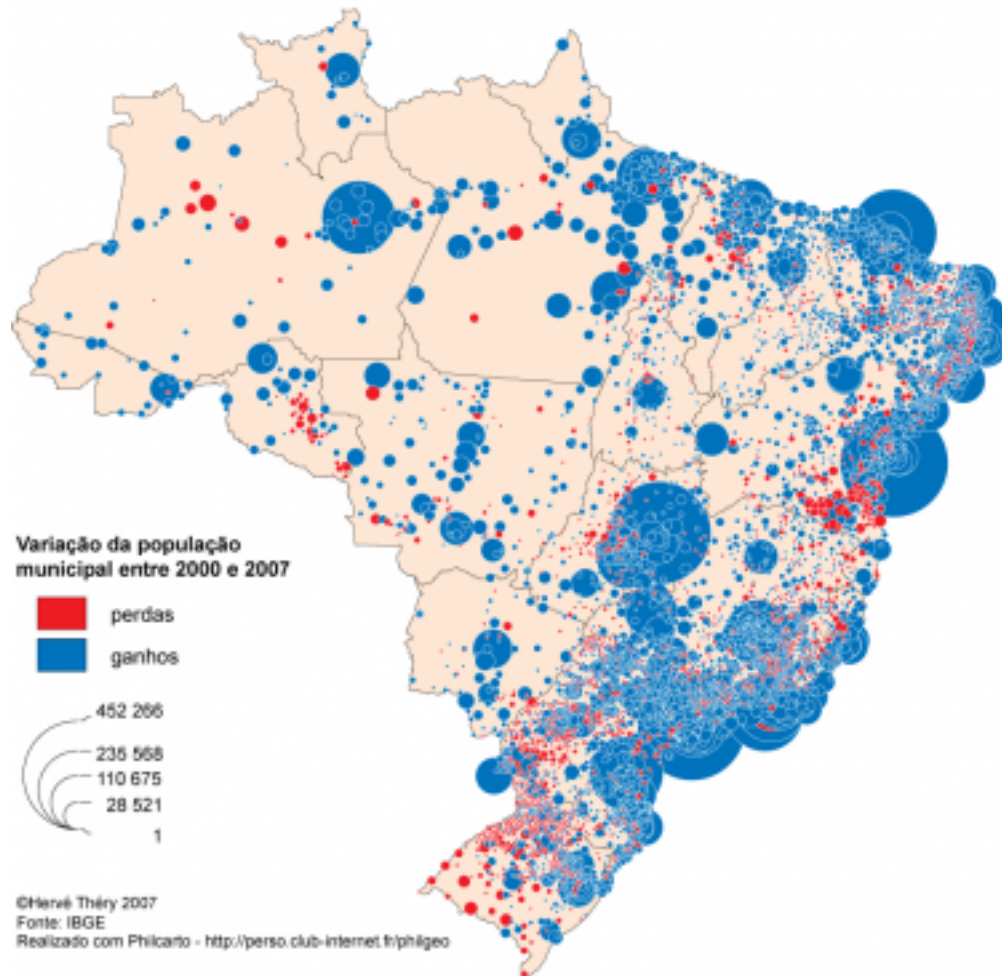 Variação da população
municipal entre 2000 e 2007
perdas
ganhos
452 266
235 568
110 675
28 521
1
©Hervé Théry 2007
Fonte: IBGE
Realizado com Philcarto - http://perso.club-internet.fr/philgeo